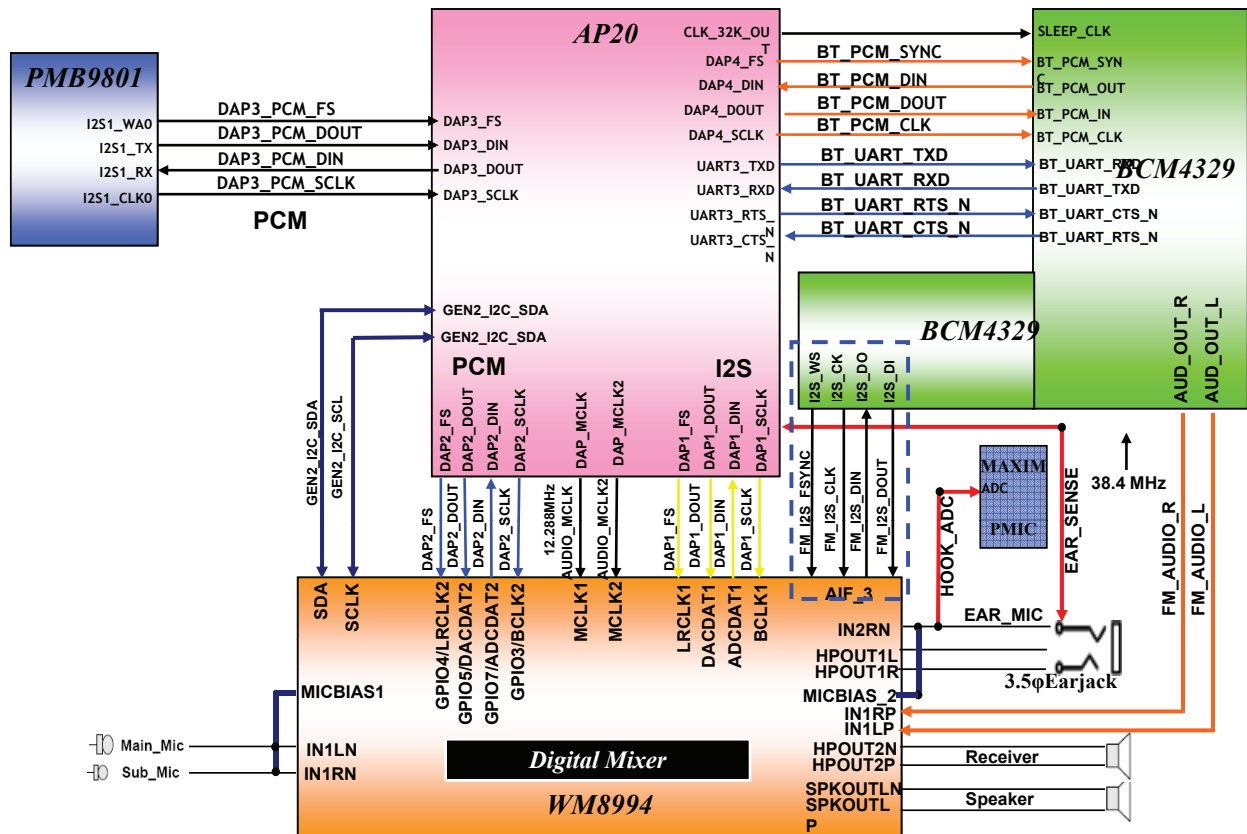 AP20
PMB9801
I2S1_WA0
I2S1_TX
I2S1_RX
I2S1_CLK0
DAP3_PCM_FS
DAP3_PCM_DOUT
DAP3_PCM_DIN
DAP3_PCM_SCLK
PCM
DAP3_FS
DAP3_DIN
DAP3_DOUT
DAP3_SCLK
CLK_32K_OU
T
DAP4_FS
DAP4_DIN
DAP4_DOUT
DAP4_SCLK
UART3_TXD
UART3_RXD
UART3_RTS_
N
UART3_CTS_
N
BT_PCM_SYNC
BT_PCM_DIN
BT_PCM_DOUT
BT_PCM_CLK
BT_UART_TXD
BT_UART_RXD
BT_UART_RTS_N
BT_UART_CTS_N
SLEEP_CLK
BT_PCM_SYN
C
BT_PCM_OUT
BT_PCM_IN
BT_PCM_CLK
BT_UART_RXD
BCM4329
BT_UART_TXD
BT_UART_CTS_N
BT_UART_RTS_N
AUD_OUT_R
AUD_OUT_L
BCM4329
I2S_WS
I2S_CK
I2S_DO
I2S_DI
GEN2_I2C_SDA
GEN2_I2C_SDA
PCM
I2S
DAP2_FS
DAP2_DOUT
DAP2_DIN
DAP2_SCLK
DAP_MCLK
DAP_MCLK2
DAP1_FS
DAP1_DOUT
DAP1_DIN
DAP1_SCLK
GEN2_I2C_SDA
GEN2_I2C_SCL
DAP2_FS
DAP2_DOUT
DAP2_DIN
DAP2_SCLK
12.288MHz
AUDIO_MCLK
AUDIO_MCLK2
DAP1_FS
DAP1_DOUT
DAP1_DIN
DAP1_SCLK
FM_I2S_FSYNC
FM_I2S_CLK
FM_I2S_DIN
FM_I2S_DOUT
HOOK_ADC
MAXIM
ADC
PMIC
EAR_SENSE
38.4 MHz
FM_AUDIO_R
FM_AUDIO_L
SDA
SCLK
GPIO4/LRCLK2
GPIO5/DACDAT2
GPIO7/ADCDAT2
GPIO3/BCLK2
MCLK1
MCLK2
LRCLK1
DACDAT1
ADCDAT1
BCLK1
AIF_3
IN2RN
EAR_MIC
HPOUT1L
HPOUT1R
3.5φEarjack
MICBIAS1
MICBIAS_2
IN1RP
IN1LP
Main_Mic
IN1LN
Sub_Mic
IN1RN
Digital Mixer
WM8994
HPOUT2N
HPOUT2P
Receiver
SPKOUTLN
SPKOUTL
P
Speaker